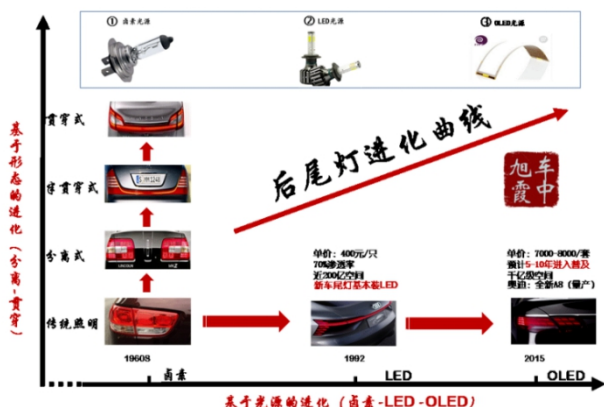 ① 卤素光源
② LED光源
③ OLED光源
贯穿式
半贯穿式
分离式
传统照明
基于形态的进化（分离-贯穿）
后尾灯进化曲线
车中旭霞
单价：400元/只
70%渗透率
近200亿空间
新车尾灯基本被LED
单价：7000-8000/套
预计5-10年进入普及
千亿级空间
奥迪：全新A8（量产）
19608
1992
2015
卤素
LED
OLED
基于光源的进化（卤素-LED-OLED）